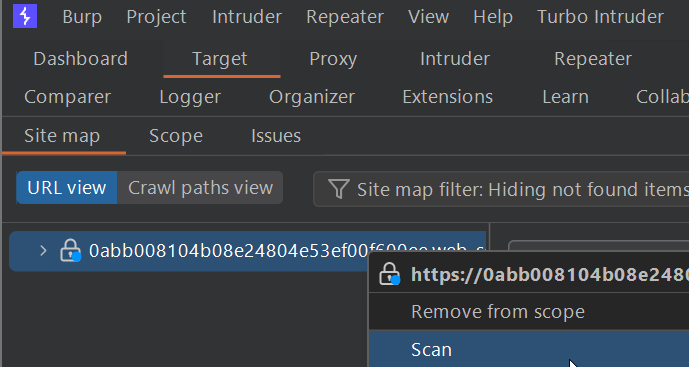 Burp Project Intruder Repeater View Help Turbo Intruder
Dashboard Target Proxy Intruder Repeater
Comparer Logger Organizer Extensions Learn Collab
Site map Scope Issues
URL view Crawl paths view Site map filter: Hiding not found items
0abb008104b08e24804e53ef00f600ee.web-s
https://0abb008104b08e2480
Remove from scope
Scan